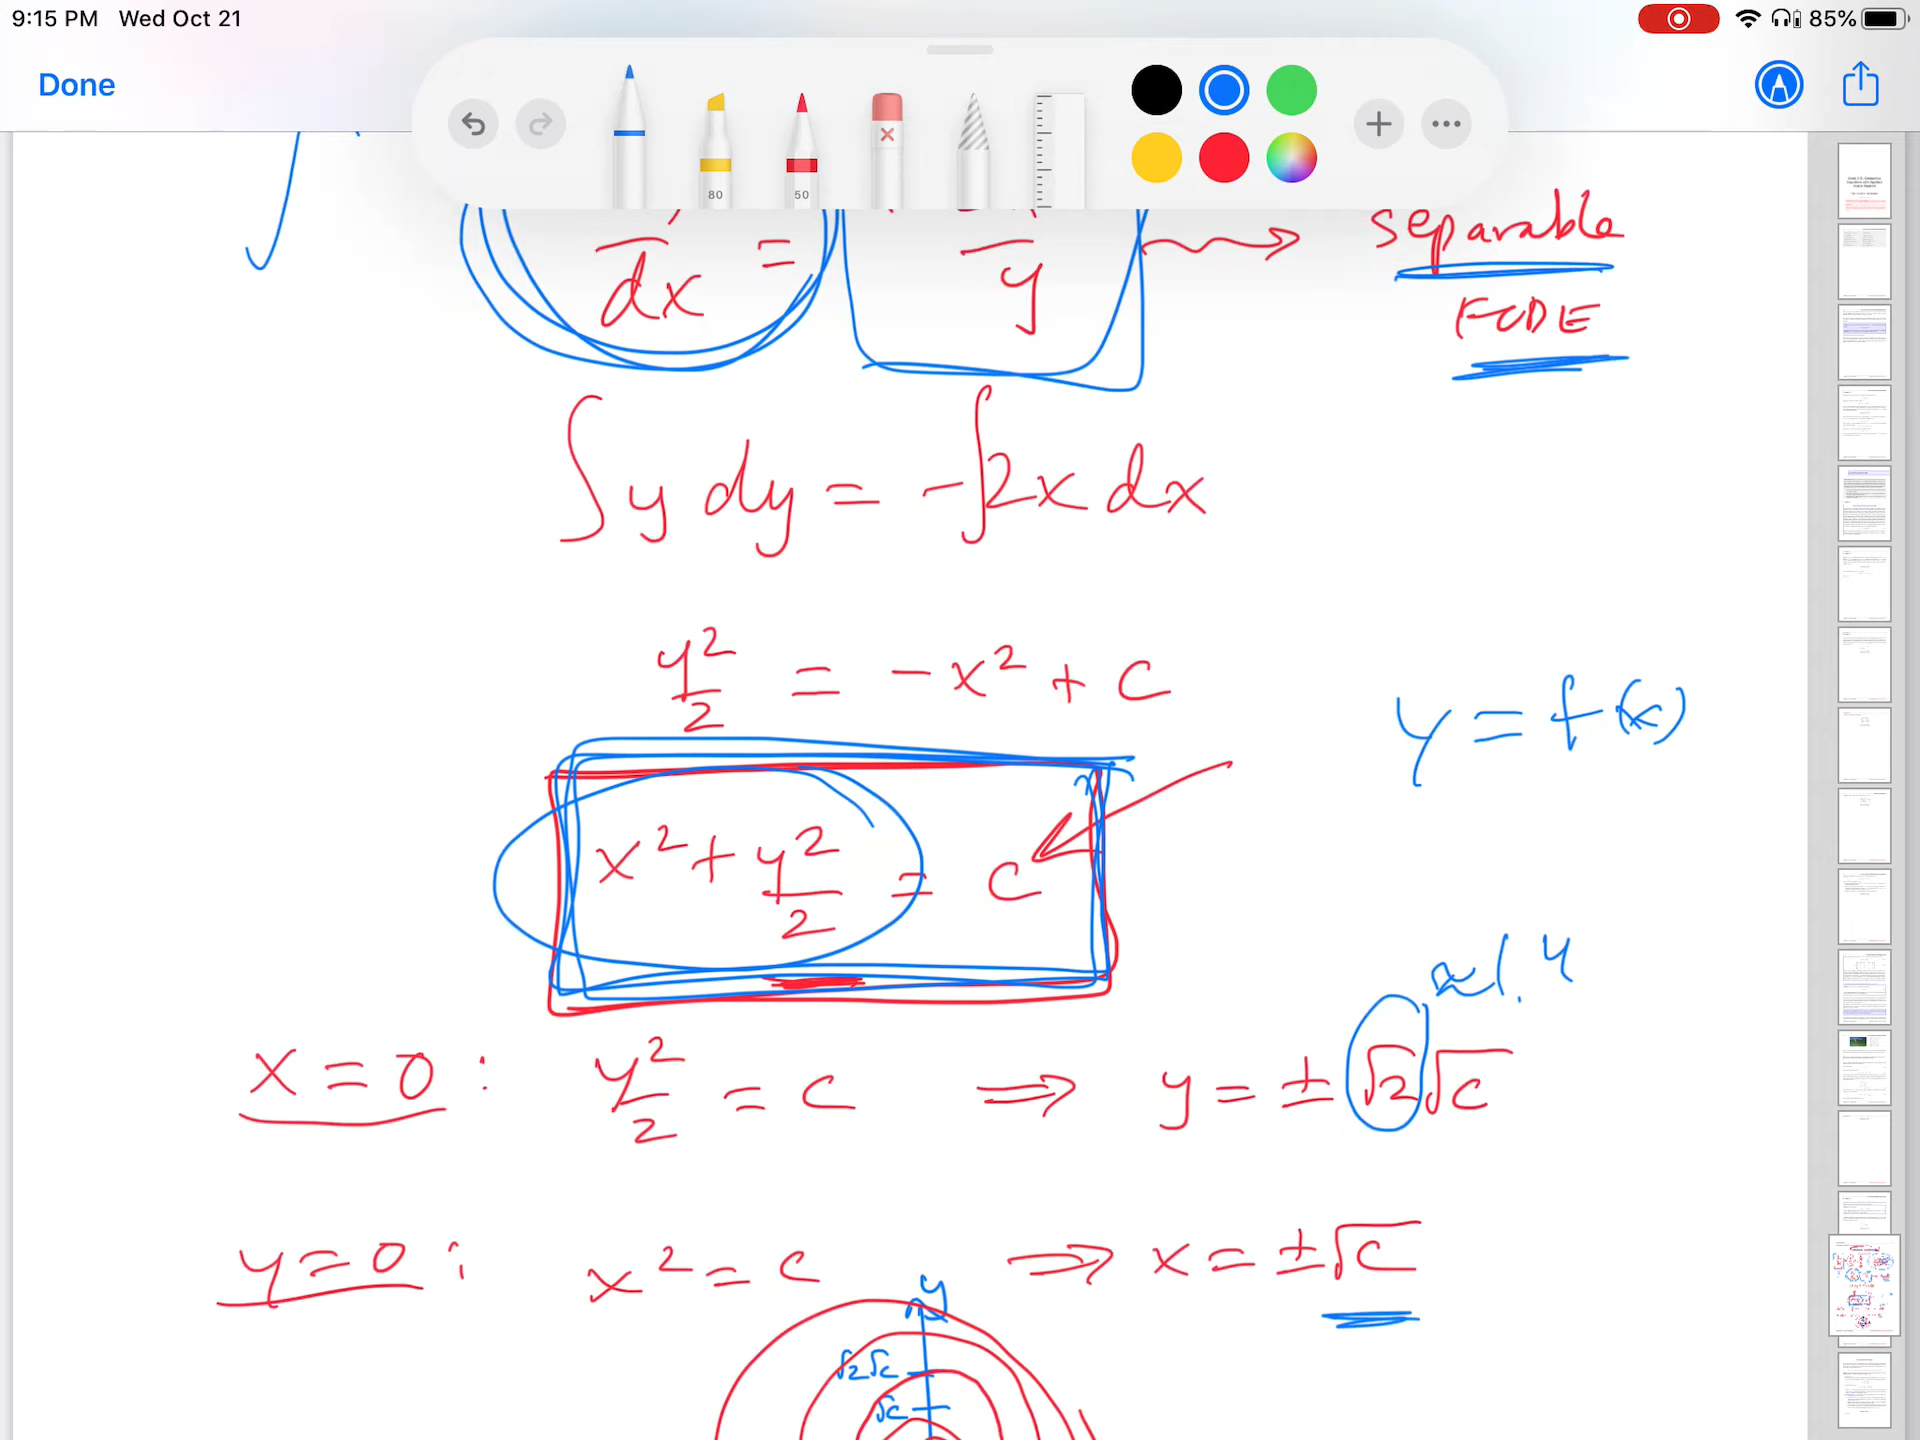 9:15 PM Wed Oct 21
85%
Done
80
50
dx =
y
separable
FODE
∫ y dy = -∫2x dx
y²/2 = -x² + C
y = f(x)
x² + y²/2 = C
≈1.4
x = 0 : y²/2 = C ⟹ y = ± √2 √C
y = 0 : x² = C ⟹ x = ±√C
y
√2√C
√C